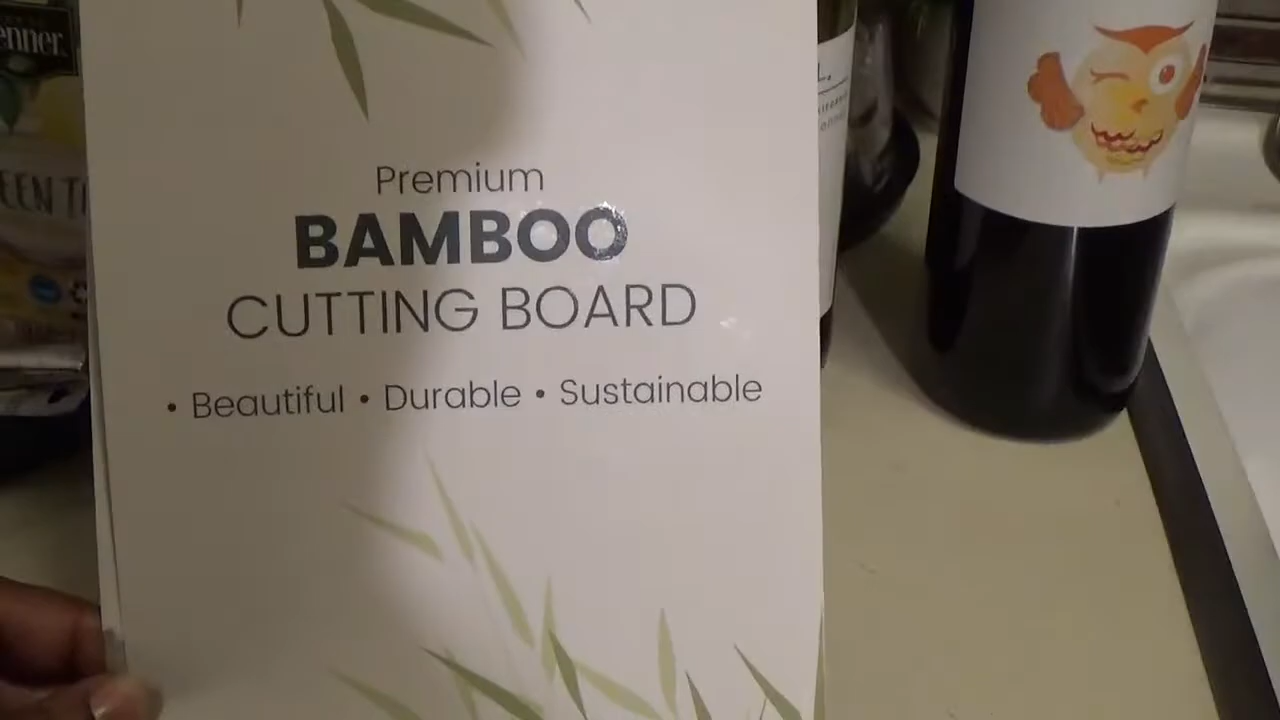 Premium
BAMBOO
CUTTING BOARD
• Beautiful • Durable • Sustainable